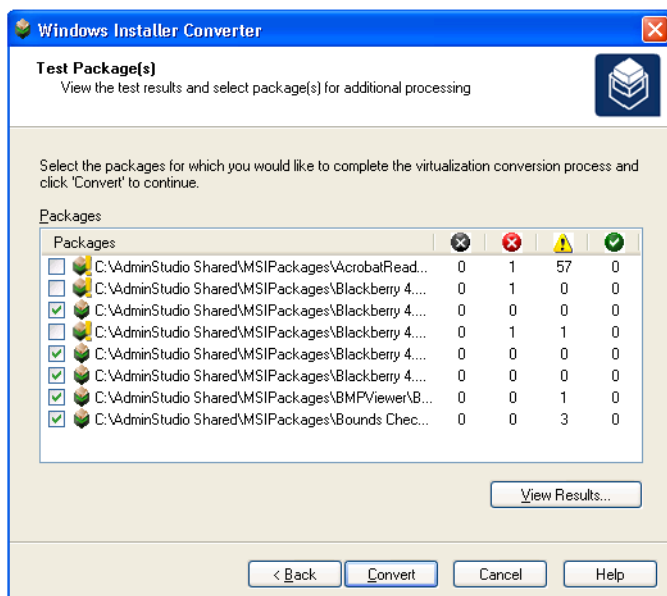 Windows Installer Converter
Test Package(s)
View the test results and select package(s) for additional processing
Select the packages for which you would like to complete the virtualization conversion process and
click 'Convert' to continue.
Packages
Packages
C:\AdminStudio Shared\MSIPackages\AcrobatRead... 0 1 57 0
C:\AdminStudio Shared\MSIPackages\Blackberry 4.... 0 1 0 0
C:\AdminStudio Shared\MSIPackages\Blackberry 4.... 0 0 0 0
C:\AdminStudio Shared\MSIPackages\Blackberry 4.... 0 1 1 0
C:\AdminStudio Shared\MSIPackages\Blackberry 4.... 0 0 0 0
C:\AdminStudio Shared\MSIPackages\Blackberry 4.... 0 0 0 0
C:\AdminStudio Shared\MSIPackages\BMPViewer\B... 0 0 1 0
C:\AdminStudio Shared\MSIPackages\Bounds Chec... 0 0 3 0
View Results...
< Back Convert Cancel Help